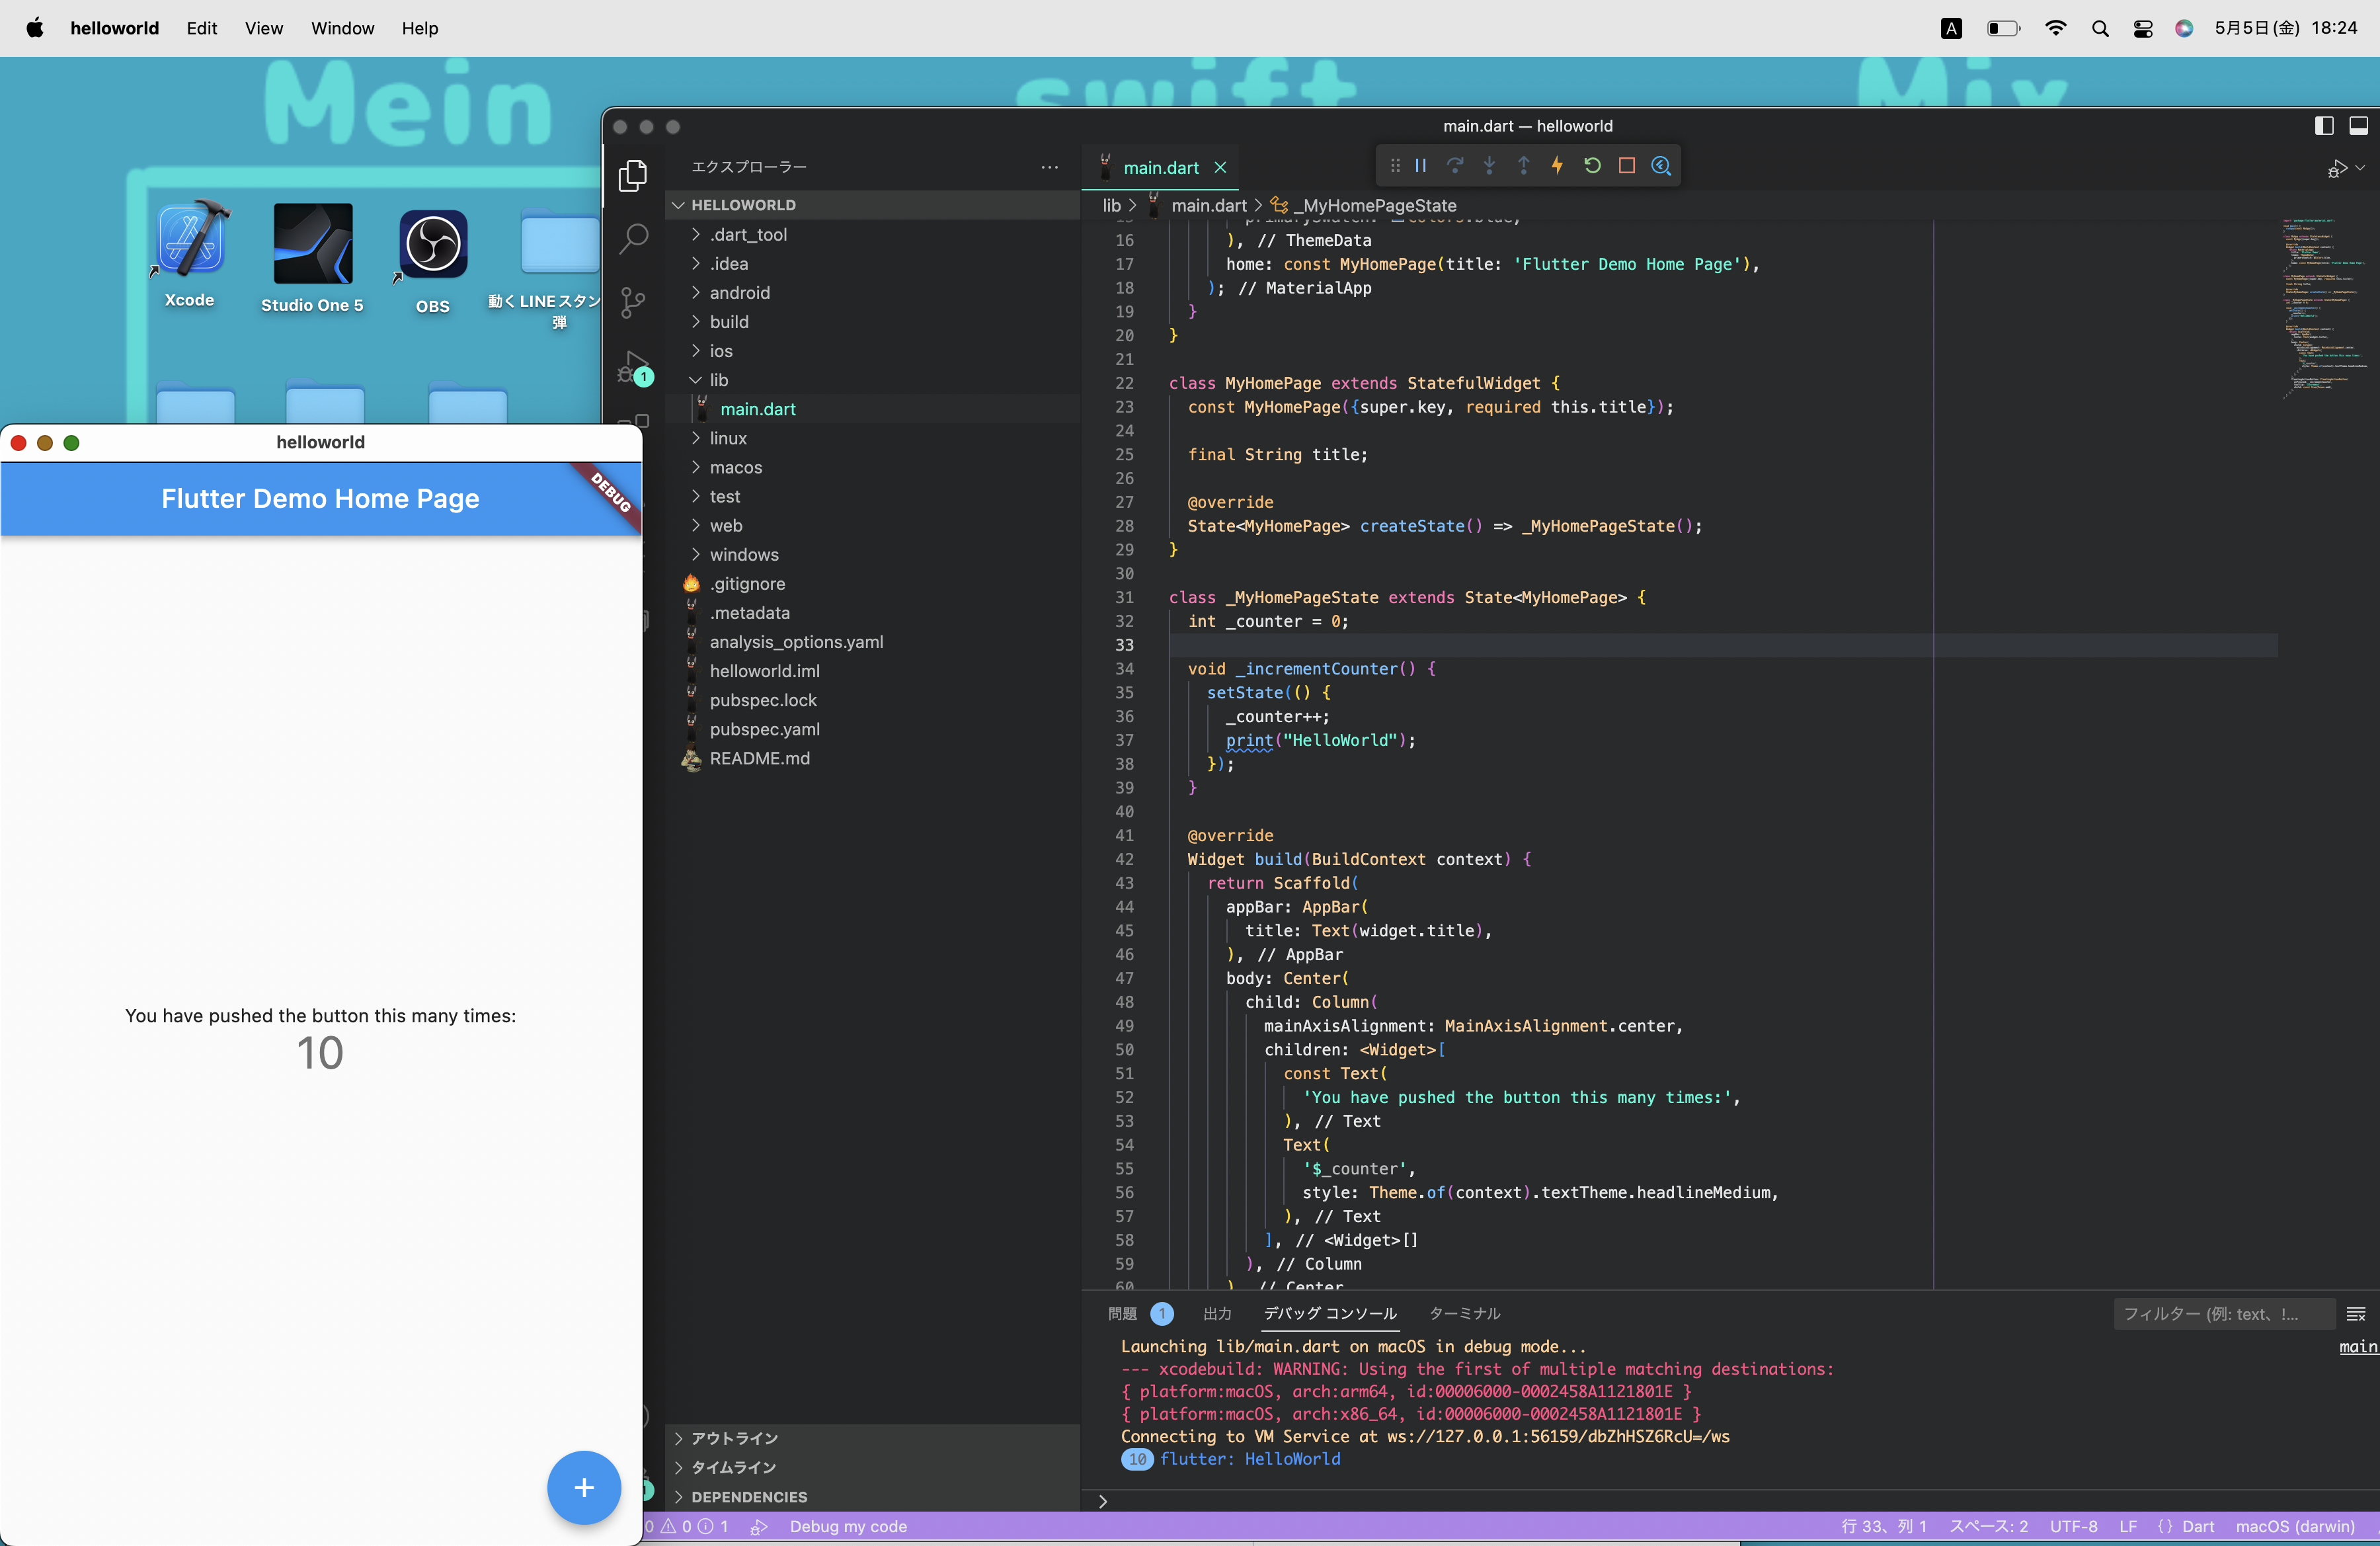 helloworld Edit View Window Help
A 5月5日(金) 18:24
Mein swift Mix
Xcode
Studio One 5
OBS
動くLINEスタン
弾
helloworld
Flutter Demo Home Page
DEBUG
You have pushed the button this many times:
10
+
main.dart — helloworld
エクスプローラー
HELLOWORLD
.dart_tool
.idea
android
build
ios
lib
main.dart
linux
macos
test
web
windows
.gitignore
.metadata
analysis_options.yaml
helloworld.iml
pubspec.lock
pubspec.yaml
README.md
アウトライン
タイムライン
DEPENDENCIES
1
main.dart
lib > main.dart > _MyHomePageState
16 ), // ThemeData
17 home: const MyHomePage(title: 'Flutter Demo Home Page'),
18 ); // MaterialApp
19 }
20 }
21
22 class MyHomePage extends StatefulWidget {
23 const MyHomePage({super.key, required this.title});
24
25 final String title;
26
27 @override
28 State<MyHomePage> createState() => _MyHomePageState();
29 }
30
31 class _MyHomePageState extends State<MyHomePage> {
32 int _counter = 0;
33
34 void _incrementCounter() {
35 setState(() {
36 _counter++;
37 print("HelloWorld");
38 });
39 }
40
41 @override
42 Widget build(BuildContext context) {
43 return Scaffold(
44 appBar: AppBar(
45 title: Text(widget.title),
46 ), // AppBar
47 body: Center(
48 child: Column(
49 mainAxisAlignment: MainAxisAlignment.center,
50 children: <Widget>[
51 const Text(
52 'You have pushed the button this many times:',
53 ), // Text
54 Text(
55 '$_counter',
56 style: Theme.of(context).textTheme.headlineMedium,
57 ), // Text
58 ], // <Widget>[]
59 ), // Column
60 ) // Center
問題 1 出力 デバッグ コンソール ターミナル フィルター (例: text、!...
Launching lib/main.dart on macOS in debug mode... main
--- xcodebuild: WARNING: Using the first of multiple matching destinations:
{ platform:macOS, arch:arm64, id:00006000-0002458A1121801E }
{ platform:macOS, arch:x86_64, id:00006000-0002458A1121801E }
Connecting to VM Service at ws://127.0.0.1:56159/dbZhHSZ6RcU=/ws
10 flutter: HelloWorld
0 0 1 Debug my code 行 33、列 1 スペース: 2 UTF-8 LF {} Dart macOS (darwin)